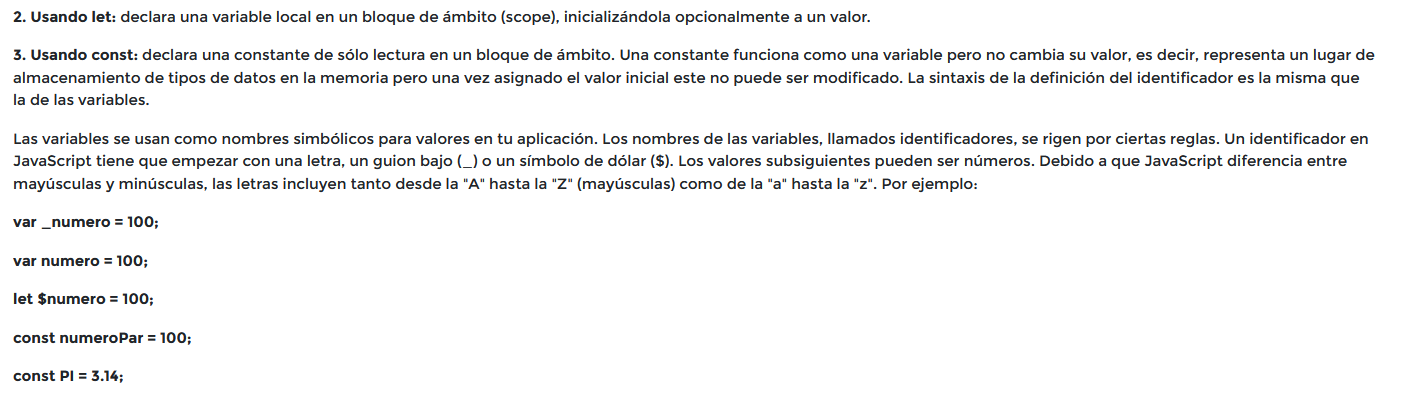 2. Usando let: declara una variable local en un bloque de ámbito (scope), inicializándola opcionalmente a un valor.
3. Usando const: declara una constante de sólo lectura en un bloque de ámbito. Una constante funciona como una variable pero no cambia su valor, es decir, representa un lugar de
almacenamiento de tipos de datos en la memoria pero una vez asignado el valor inicial este no puede ser modificado. La sintaxis de la definición del identificador es la misma que
la de las variables.
Las variables se usan como nombres simbólicos para valores en tu aplicación. Los nombres de las variables, llamados identificadores, se rigen por ciertas reglas. Un identificador en
JavaScript tiene que empezar con una letra, un guion bajo (_) o un símbolo de dólar ($). Los valores subsiguientes pueden ser números. Debido a que JavaScript diferencia entre
mayúsculas y minúsculas, las letras incluyen tanto desde la "A" hasta la "Z" (mayúsculas) como de la "a" hasta la "z". Por ejemplo:
var _numero = 100;
var numero = 100;
let $numero = 100;
const numeroPar = 100;
const PI = 3.14;